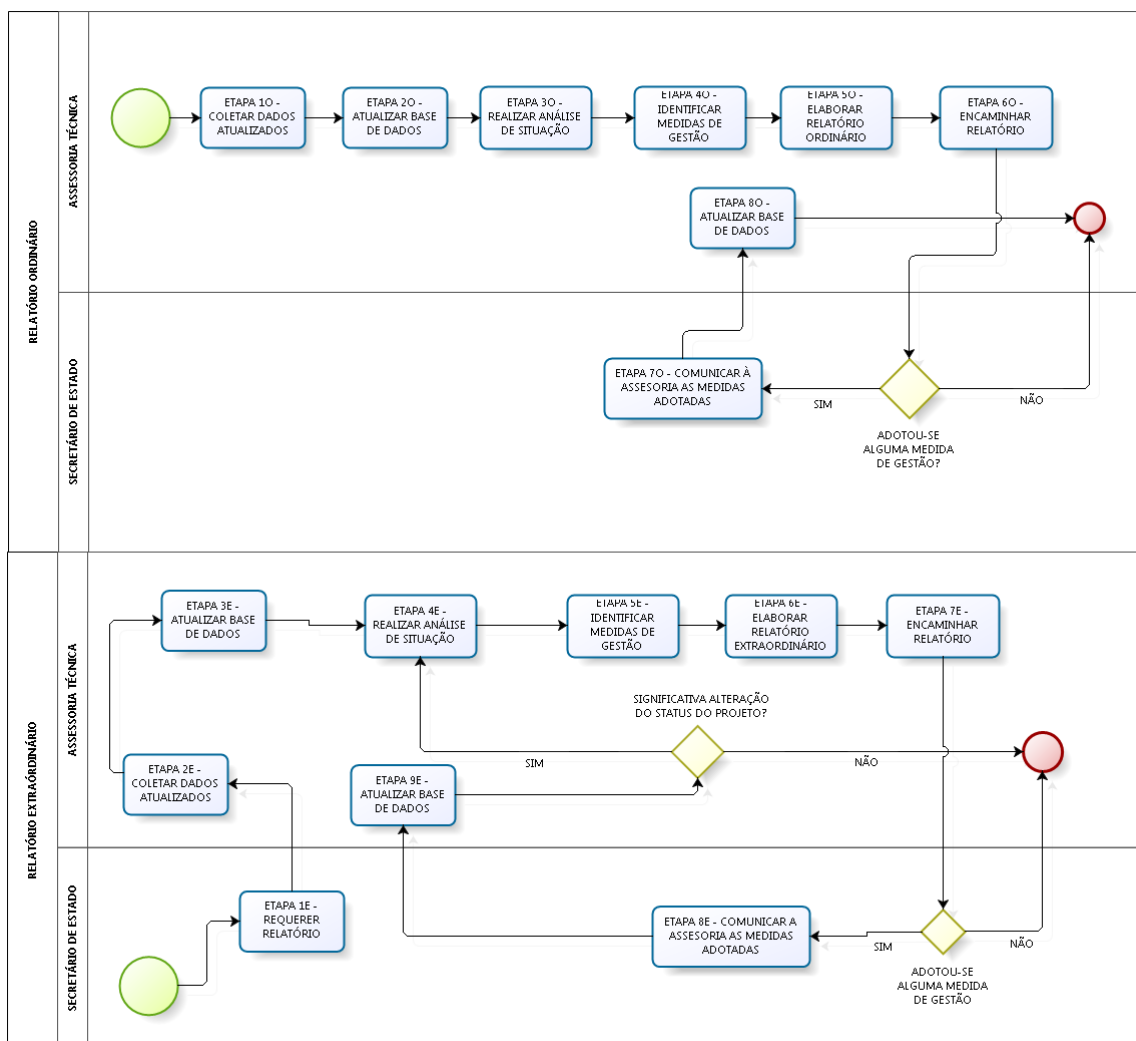 RELATÓRIO ORDINÁRIO
ASSESSORIA TÉCNICA
ETAPA 1O -
COLETAR DADOS
ATUALIZADOS
ETAPA 2O -
ATUALIZAR BASE
DE DADOS
ETAPA 3O -
REALIZAR ANÁLISE
DE SITUAÇÃO
ETAPA 4O -
IDENTIFICAR
MEDIDAS DE
GESTÃO
ETAPA 5O -
ELABORAR
RELATÓRIO
ORDINÁRIO
ETAPA 6O -
ENCAMINHAR
RELATÓRIO
ETAPA 8O -
ATUALIZAR BASE
DE DADOS
SECRETÁRIO DE ESTADO
ETAPA 7O - COMUNICAR À
ASSESORIA AS MEDIDAS
ADOTADAS
SIM
NÃO
ADOTOU-SE
ALGUMA MEDIDA
DE GESTÃO?
RELATÓRIO EXTRAÓRDINÁRIO
ASSESSORIA TÉCNICA
ETAPA 3E -
ATUALIZAR BASE
DE DADOS
ETAPA 4E -
REALIZAR ANÁLISE
DE SITUAÇÃO
ETAPA 5E -
IDENTIFICAR
MEDIDAS DE
GESTÃO
ETAPA 6E -
ELABORAR
RELATÓRIO
EXTRAORDINÁRIO
ETAPA 7E -
ENCAMINHAR
RELATÓRIO
SIGNIFICATIVA ALTERAÇÃO
DO STATUS DO PROJETO?
SIM
NÃO
ETAPA 2E -
COLETAR DADOS
ATUALIZADOS
ETAPA 9E -
ATUALIZAR BASE
DE DADOS
SECRETÁRIO DE ESTADO
ETAPA 1E -
REQUERER
RELATÓRIO
ETAPA 8E - COMUNICAR A
ASSESORIA AS MEDIDAS
ADOTADAS
SIM
NÃO
ADOTOU-SE
ALGUMA MEDIDA
DE GESTÃO